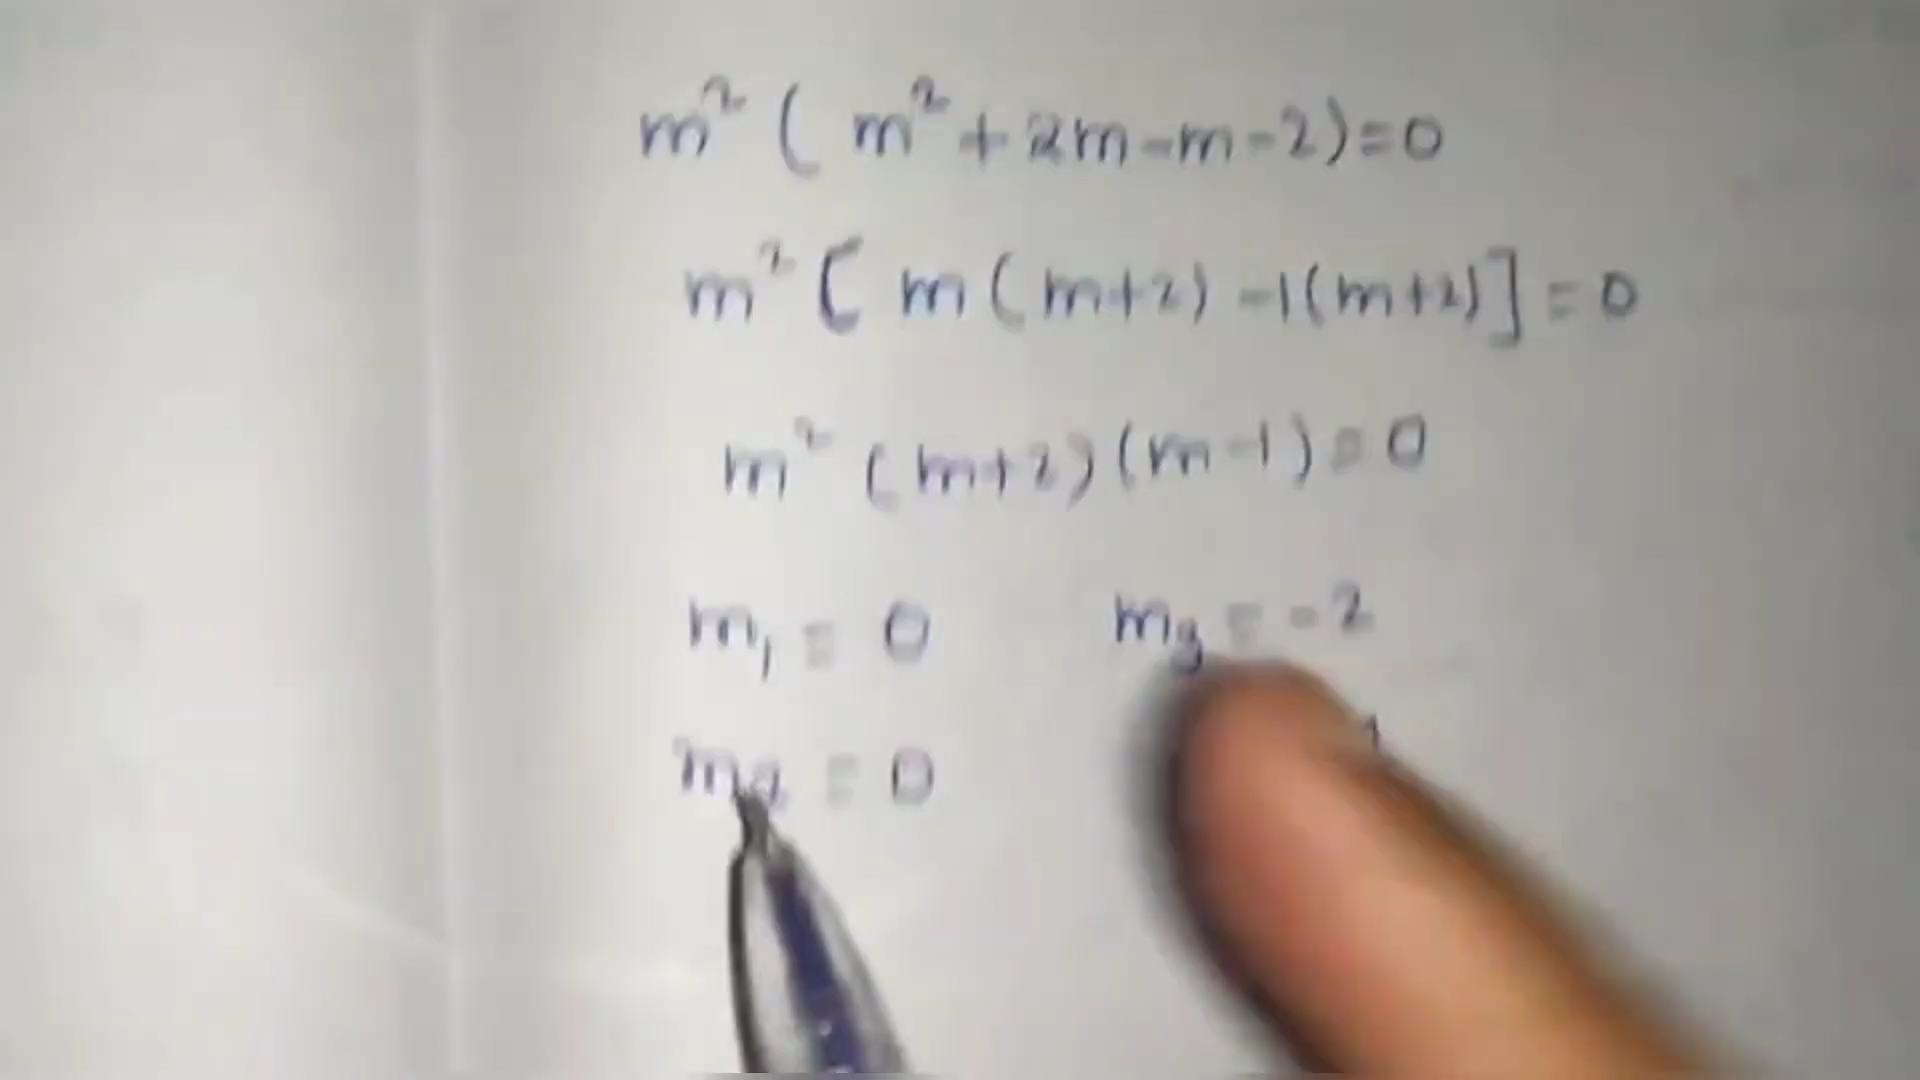 m² ( m² + 2m - m - 2) = 0
m² [ m ( m+2) - 1(m+2)] = 0
m² (m+2) (m-1) = 0
m₁ = 0 m₃ = -2
m₂ = 0 1